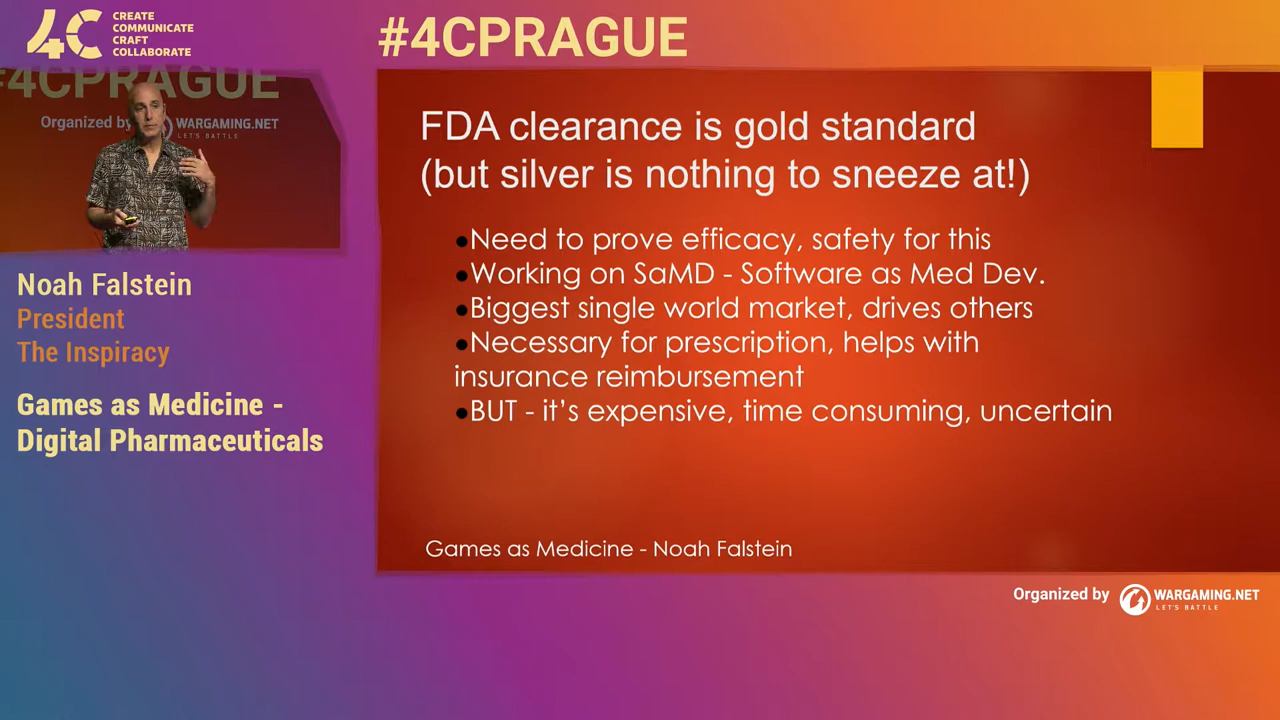 4C
CREATE
COMMUNICATE
CRAFT
COLLABORATE
#4CPRAGUE
#4CPRAGUE
Organized by WARGAMING.NET
LET'S BATTLE
Noah Falstein
President
The Inspiracy
Games as Medicine -
Digital Pharmaceuticals
FDA clearance is gold standard
(but silver is nothing to sneeze at!)
●Need to prove efficacy, safety for this
●Working on SaMD - Software as Med Dev.
●Biggest single world market, drives others
●Necessary for prescription, helps with
insurance reimbursement
●BUT - it's expensive, time consuming, uncertain
Games as Medicine - Noah Falstein
Organized by WARGAMING.NET
LET'S BATTLE